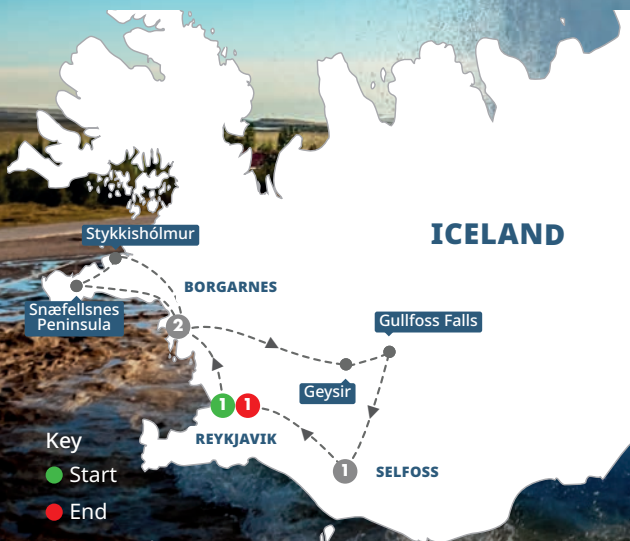 Stykkishólmur
ICELAND
BORGARNES
Snæfellsnes
Peninsula
2
Gullfoss Falls
Geysir
1 1
REYKJAVIK
1
SELFOSS
Key
Start
End